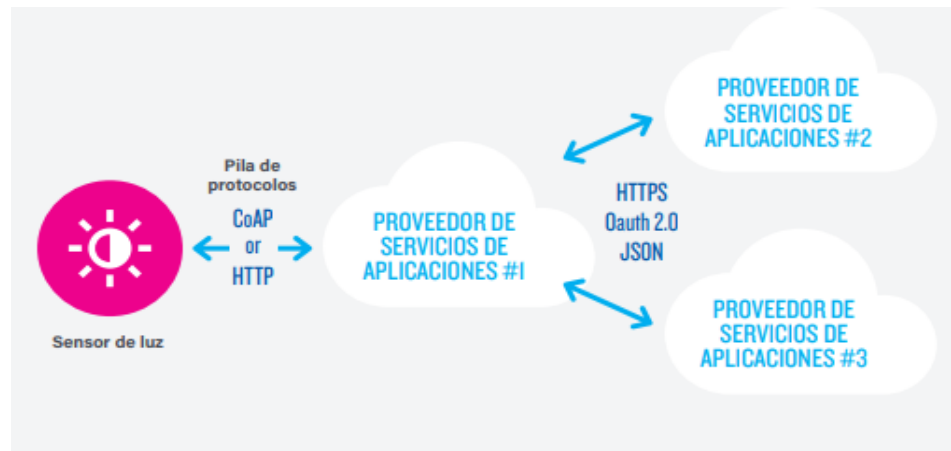 Pila de
protocolos
CoAP
or
HTTP
Sensor de luz
PROVEEDOR DE
SERVICIOS DE
APLICACIONES #1
HTTPS
Oauth 2.0
JSON
PROVEEDOR DE
SERVICIOS DE
APLICACIONES #2
PROVEEDOR DE
SERVICIOS DE
APLICACIONES #3